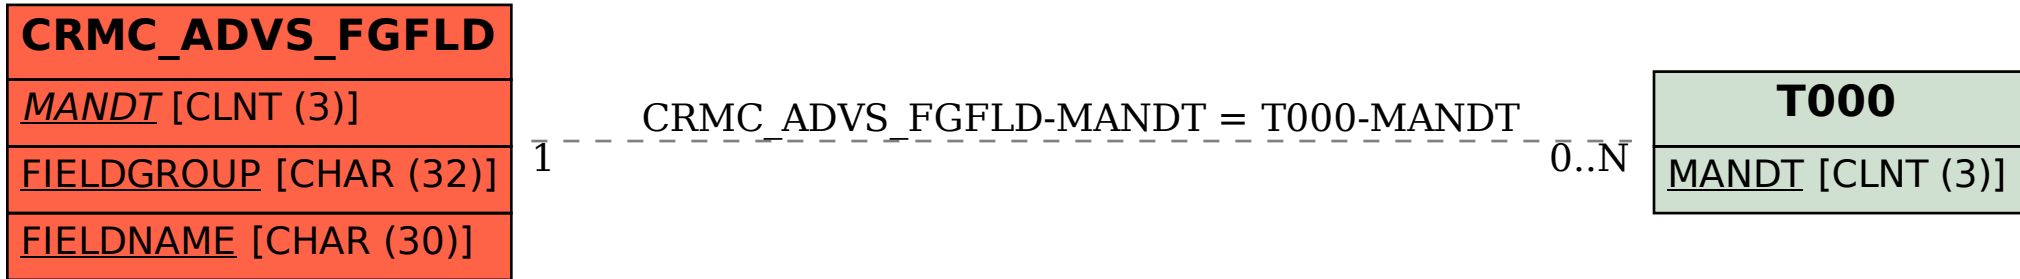 CRMC_ADVS_FGFLD
MANDT [CLNT (3)]
FIELDGROUP [CHAR (32)]
FIELDNAME [CHAR (30)]
CRMC_ADVS_FGFLD-MANDT = T000-MANDT
1
0..N
T000
MANDT [CLNT (3)]